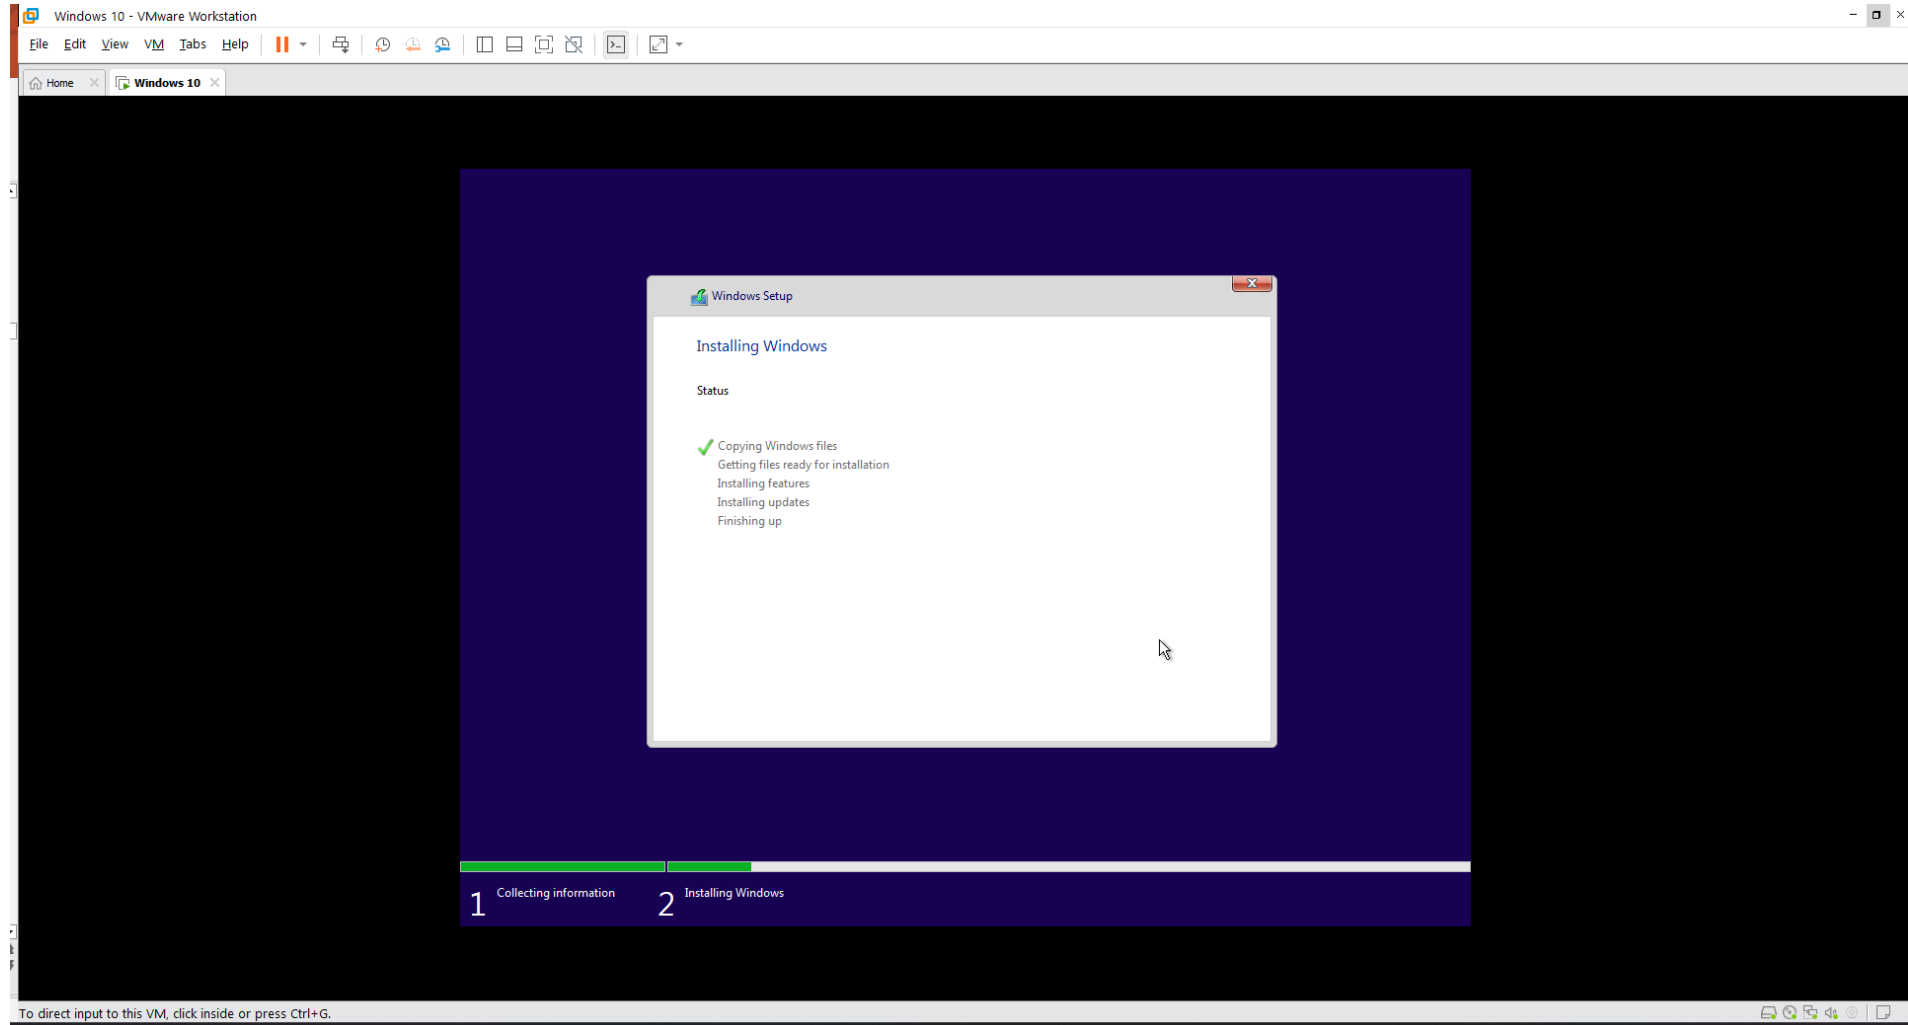 Windows 10 - VMware Workstation
File Edit View VM Tabs Help
Home Windows 10
Windows Setup
Installing Windows
Status
Copying Windows files
Getting files ready for installation
Installing features
Installing updates
Finishing up
1 Collecting information 2 Installing Windows
To direct input to this VM, click inside or press Ctrl+G.